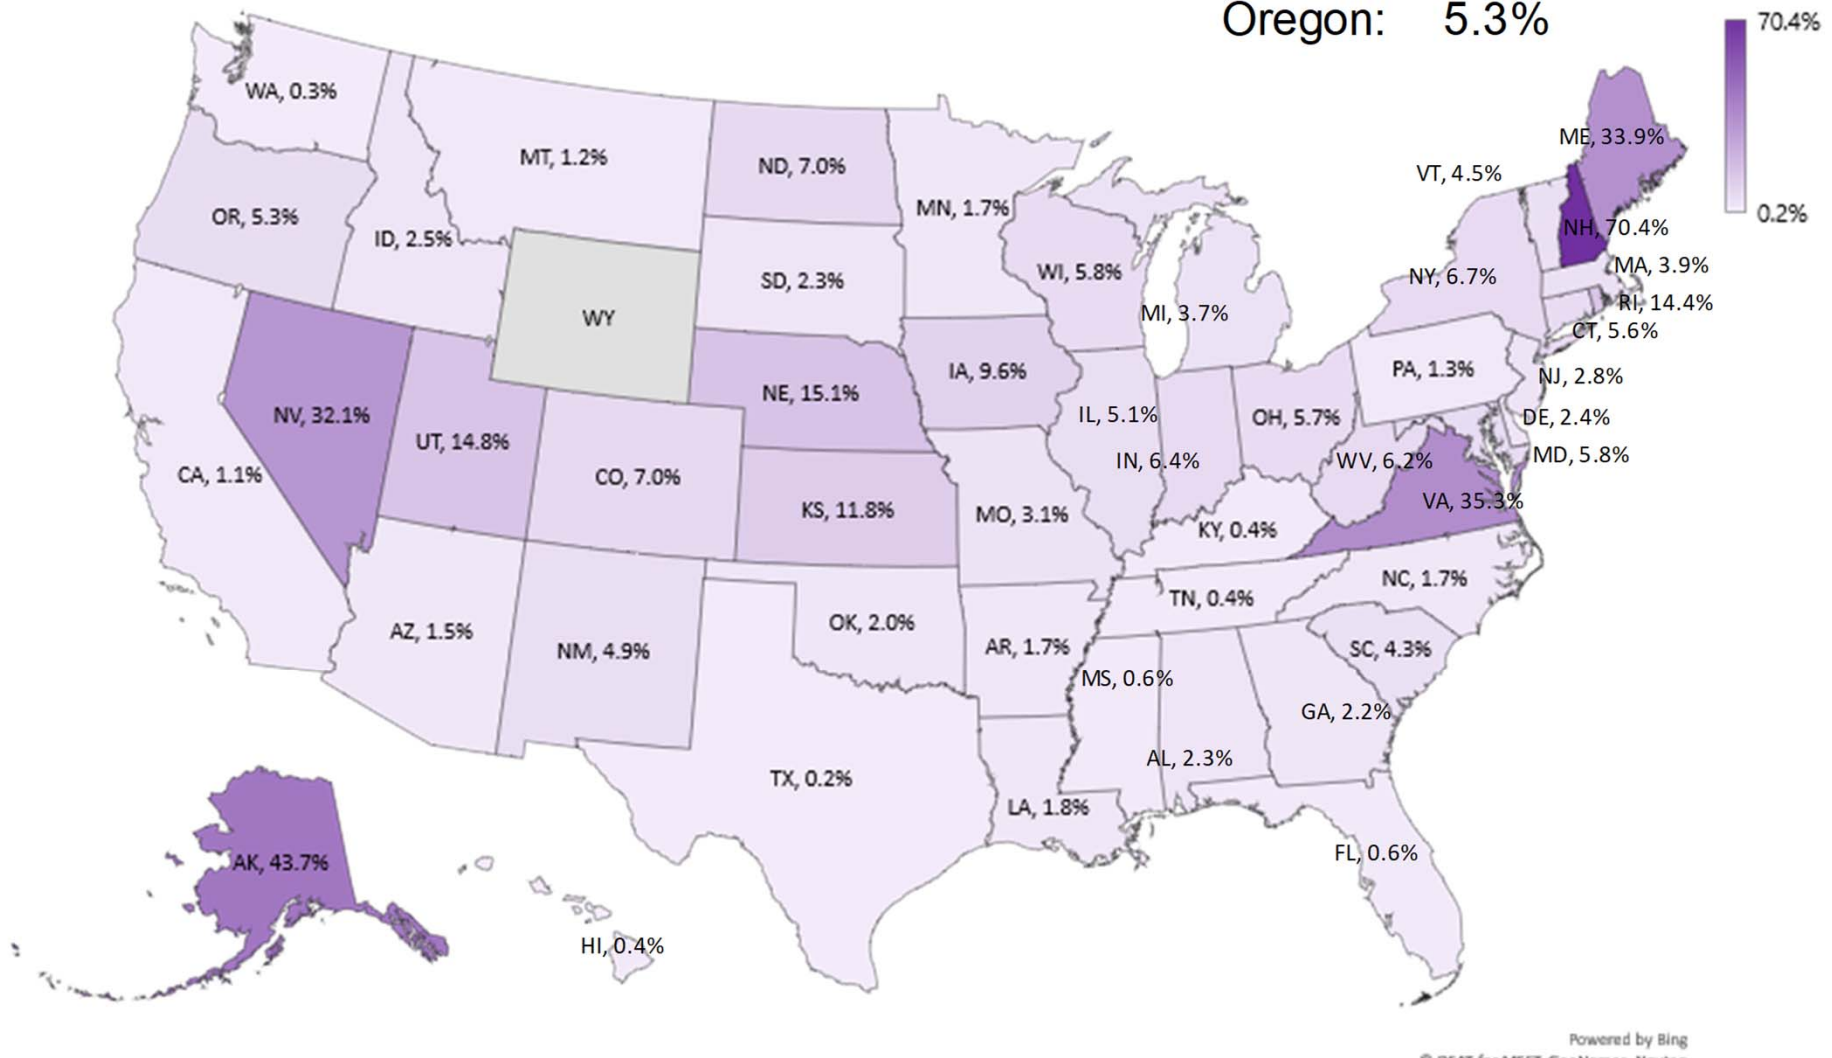 Oregon: 5.3%
70.4%
0.2%
WA, 0.3%
MT, 1.2%
ND, 7.0%
ME, 33.9%
VT, 4.5%
OR, 5.3%
ID, 2.5%
MN, 1.7%
NH, 70.4%
WI, 5.8%
SD, 2.3%
NY, 6.7%
MA, 3.9%
RI, 14.4%
WY
MI, 3.7%
CT, 5.6%
IA, 9.6%
PA, 1.3%
NJ, 2.8%
NE, 15.1%
NV, 32.1%
UT, 14.8%
IL, 5.1%
OH, 5.7%
DE, 2.4%
CA, 1.1%
CO, 7.0%
IN, 6.4%
WV, 6.2%
MD, 5.8%
KS, 11.8%
MO, 3.1%
KY, 0.4%
VA, 35.3%
NC, 1.7%
TN, 0.4%
AZ, 1.5%
NM, 4.9%
OK, 2.0%
AR, 1.7%
SC, 4.3%
MS, 0.6%
GA, 2.2%
TX, 0.2%
AL, 2.3%
LA, 1.8%
AK, 43.7%
FL, 0.6%
HI, 0.4%
Powered by Bing